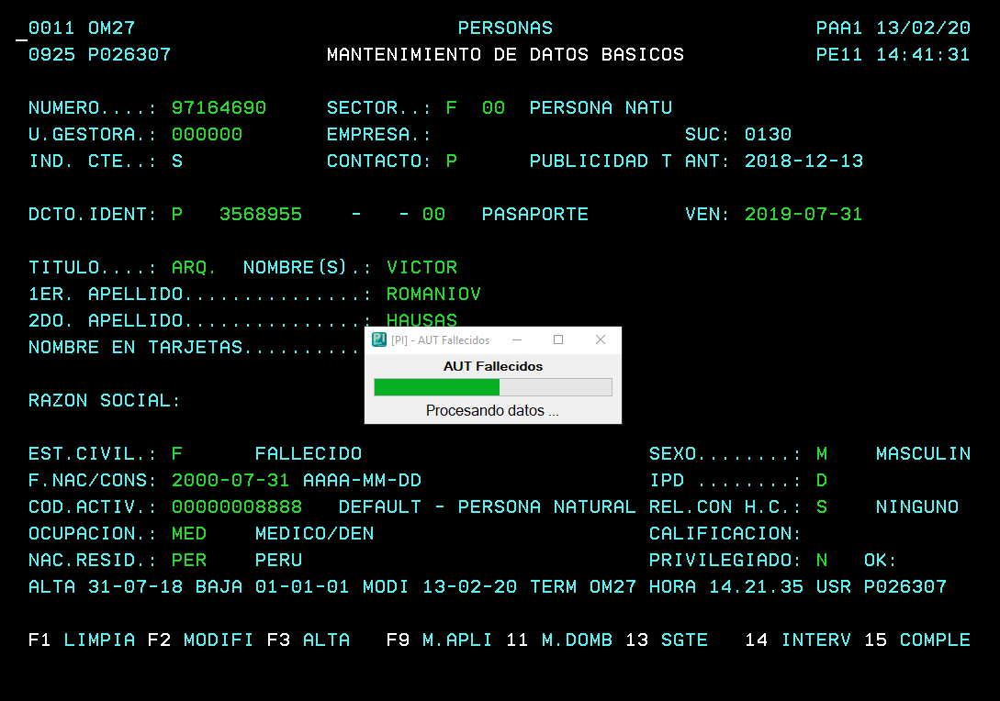 0011 OM27 PERSONAS PAA1 13/02/20
0925 P026307 MANTENIMIENTO DE DATOS BASICOS PE11 14:41:31
NUMERO....: 97164690 SECTOR..: F 00 PERSONA NATU
U.GESTORA.: 000000 EMPRESA.: SUC: 0130
IND. CTE..: S CONTACTO: P PUBLICIDAD T ANT: 2018-12-13
DCTO.IDENT: P 3568955 - - 00 PASAPORTE VEN: 2019-07-31
TITULO....: ARQ. NOMBRE(S).: VICTOR
1ER. APELLIDO...............: ROMANIOV
2DO. APELLIDO...............: HAUSAS
NOMBRE EN TARJETAS..........
[PI] - AUT Fallecidos
AUT Fallecidos
Procesando datos ...
RAZON SOCIAL:
EST.CIVIL.: F FALLECIDO SEXO........: M MASCULIN
F.NAC/CONS: 2000-07-31 AAAA-MM-DD IPD ........: D
COD.ACTIV.: 00000008888 DEFAULT - PERSONA NATURAL REL.CON H.C.: S NINGUNO
OCUPACION.: MED MEDICO/DEN CALIFICACION:
NAC.RESID.: PER PERU PRIVILEGIADO: N OK:
ALTA 31-07-18 BAJA 01-01-01 MODI 13-02-20 TERM OM27 HORA 14.21.35 USR P026307
F1 LIMPIA F2 MODIFI F3 ALTA F9 M.APLI 11 M.DOMB 13 SGTE 14 INTERV 15 COMPLE